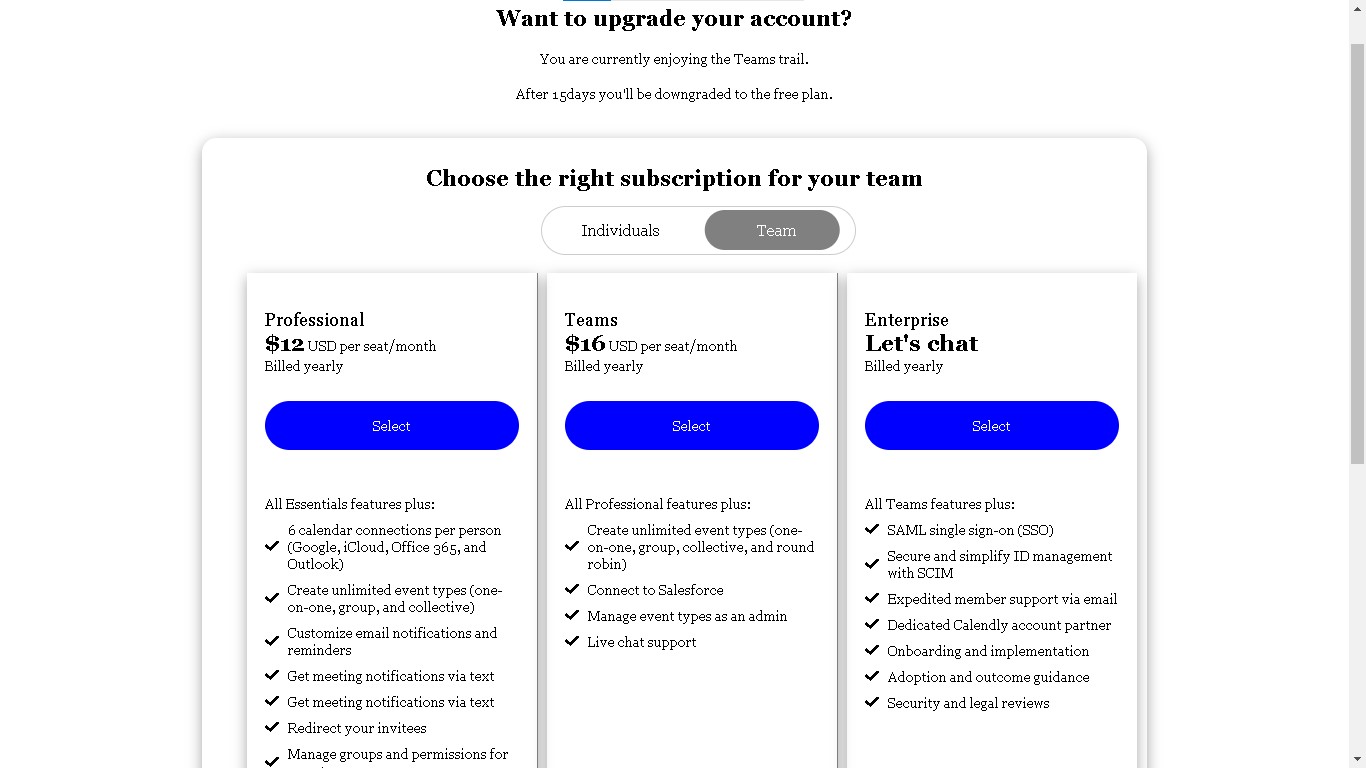 Want to upgrade your account?
You are currently enjoying the Teams trail.
After 15days you'll be downgraded to the free plan.
Choose the right subscription for your team
Individuals
Team
Professional
$12 USD per seat/month
Billed yearly
Select
All Essentials features plus:
6 calendar connections per person
(Google, iCloud, Office 365, and
Outlook)
Create unlimited event types (one-
on-one, group, and collective)
Customize email notifications and
reminders
Get meeting notifications via text
Get meeting notifications via text
Redirect your invitees
Manage groups and permissions for
Teams
$16 USD per seat/month
Billed yearly
Select
All Professional features plus:
Create unlimited event types (one-
on-one, group, collective, and round
robin)
Connect to Salesforce
Manage event types as an admin
Live chat support
Enterprise
Let's chat
Billed yearly
Select
All Teams features plus:
SAML single sign-on (SSO)
Secure and simplify ID management
with SCIM
Expedited member support via email
Dedicated Calendly account partner
Onboarding and implementation
Adoption and outcome guidance
Security and legal reviews